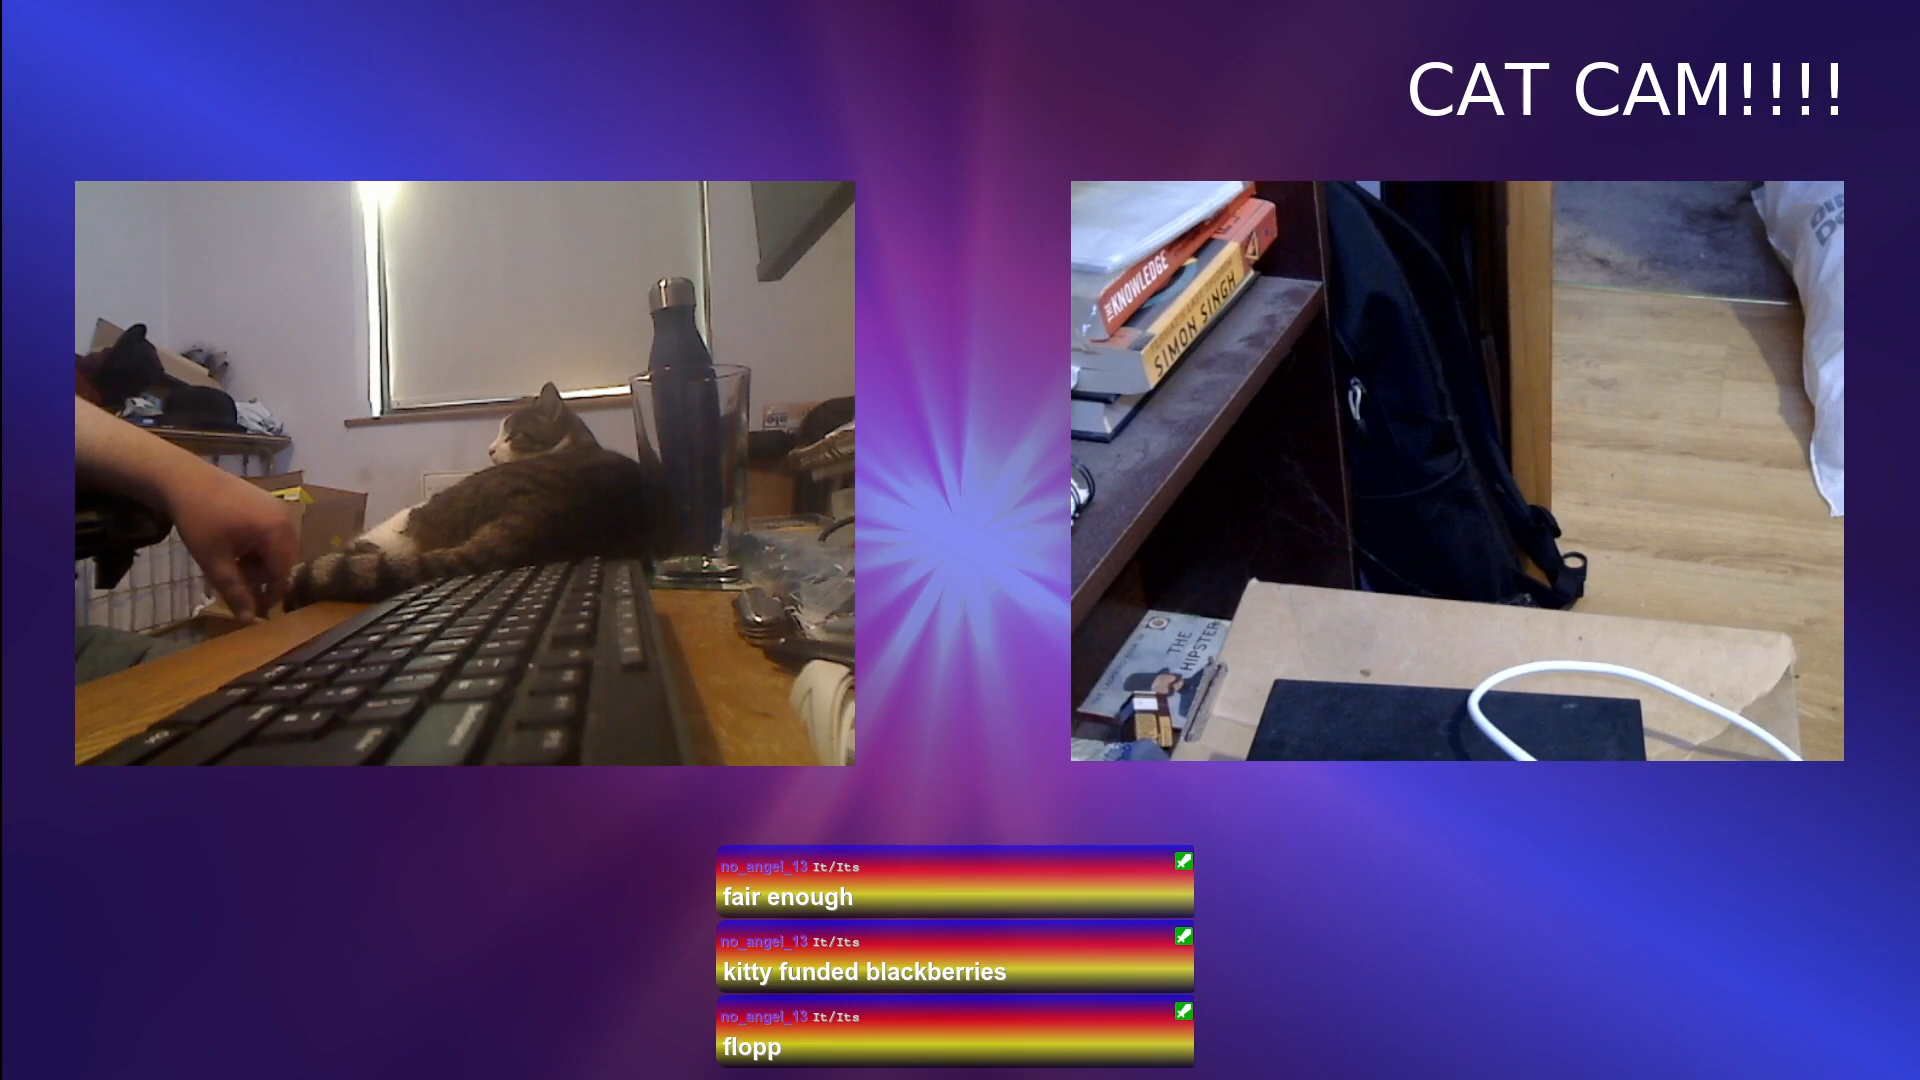 CAT CAM!!!!
THE KNOWLEDGE
SIMON SINGH
THE
HIPSTER
no_angel_13 It/Its
fair enough
no_angel_13 It/Its
kitty funded blackberries
no_angel_13 It/Its
flopp